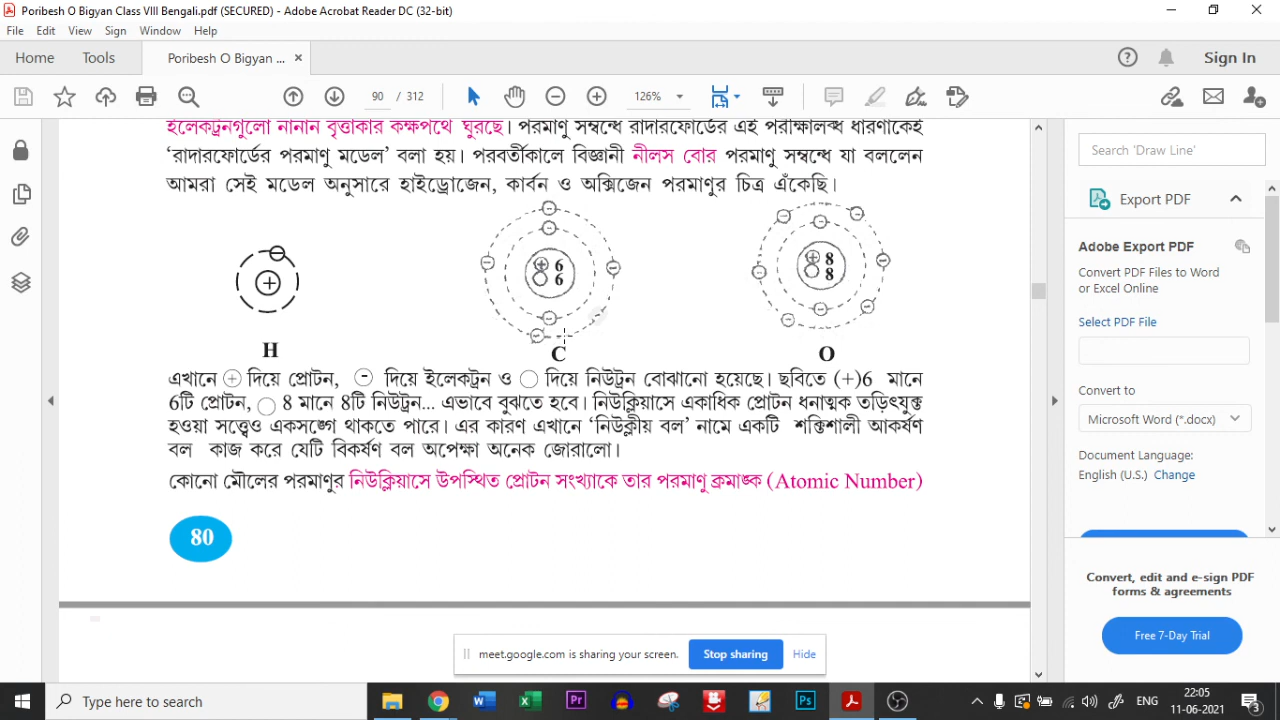 Poribesh O Bigyan Class VIII Bengali.pdf (SECURED) - Adobe Acrobat Reader DC (32-bit)
File Edit View Sign Window Help
Home Tools Poribesh O Bigyan ... × Sign In
90 / 312 126%
ইলেকট্রনগুলো নানান বৃত্তাকার কক্ষপথে ঘুরছে। পরমাণু সম্বন্ধে রাদারফোর্ডের এই পরীক্ষালব্ধ ধারণাকেই
‘রাদারফোর্ডের পরমাণু মডেল’ বলা হয়। পরবর্তীকালে বিজ্ঞানী নীলস বোর পরমাণু সম্বন্ধে যা বললেন
আমরা সেই মডেল অনুসারে হাইড্রোজেন, কার্বন ও অক্সিজেন পরমাণুর চিত্র এঁকেছি।
6 8
6 8
H C O
এখানে (+) দিয়ে প্রোটন, (-) দিয়ে ইলেকট্রন ও ◯ দিয়ে নিউট্রন বোঝানো হয়েছে। ছবিতে (+)6 মানে
6টি প্রোটন, ◯ 8 মানে 8টি নিউট্রন... এভাবে বুঝতে হবে। নিউক্লিয়াসে একাধিক প্রোটন ধনাত্মক তড়িৎযুক্ত
হওয়া সত্ত্বেও একসঙ্গে থাকতে পারে। এর কারণ এখানে ‘নিউক্লীয় বল’ নামে একটি শক্তিশালী আকর্ষণ
বল কাজ করে যেটি বিকর্ষণ বল অপেক্ষা অনেক জোরালো।
কোনো মৌলের পরমাণুর নিউক্লিয়াসে উপস্থিত প্রোটন সংখ্যাকে তার পরমাণু ক্রমাঙ্ক (Atomic Number)
80
Search 'Draw Line'
Export PDF
Adobe Export PDF
Convert PDF Files to Word
or Excel Online
Select PDF File
Convert to
Microsoft Word (*.docx)
Document Language:
English (U.S.) Change
Convert, edit and e-sign PDF
forms & agreements
Free 7-Day Trial
meet.google.com is sharing your screen. Stop sharing Hide
Type here to search
ENG 22:05
11-06-2021 3